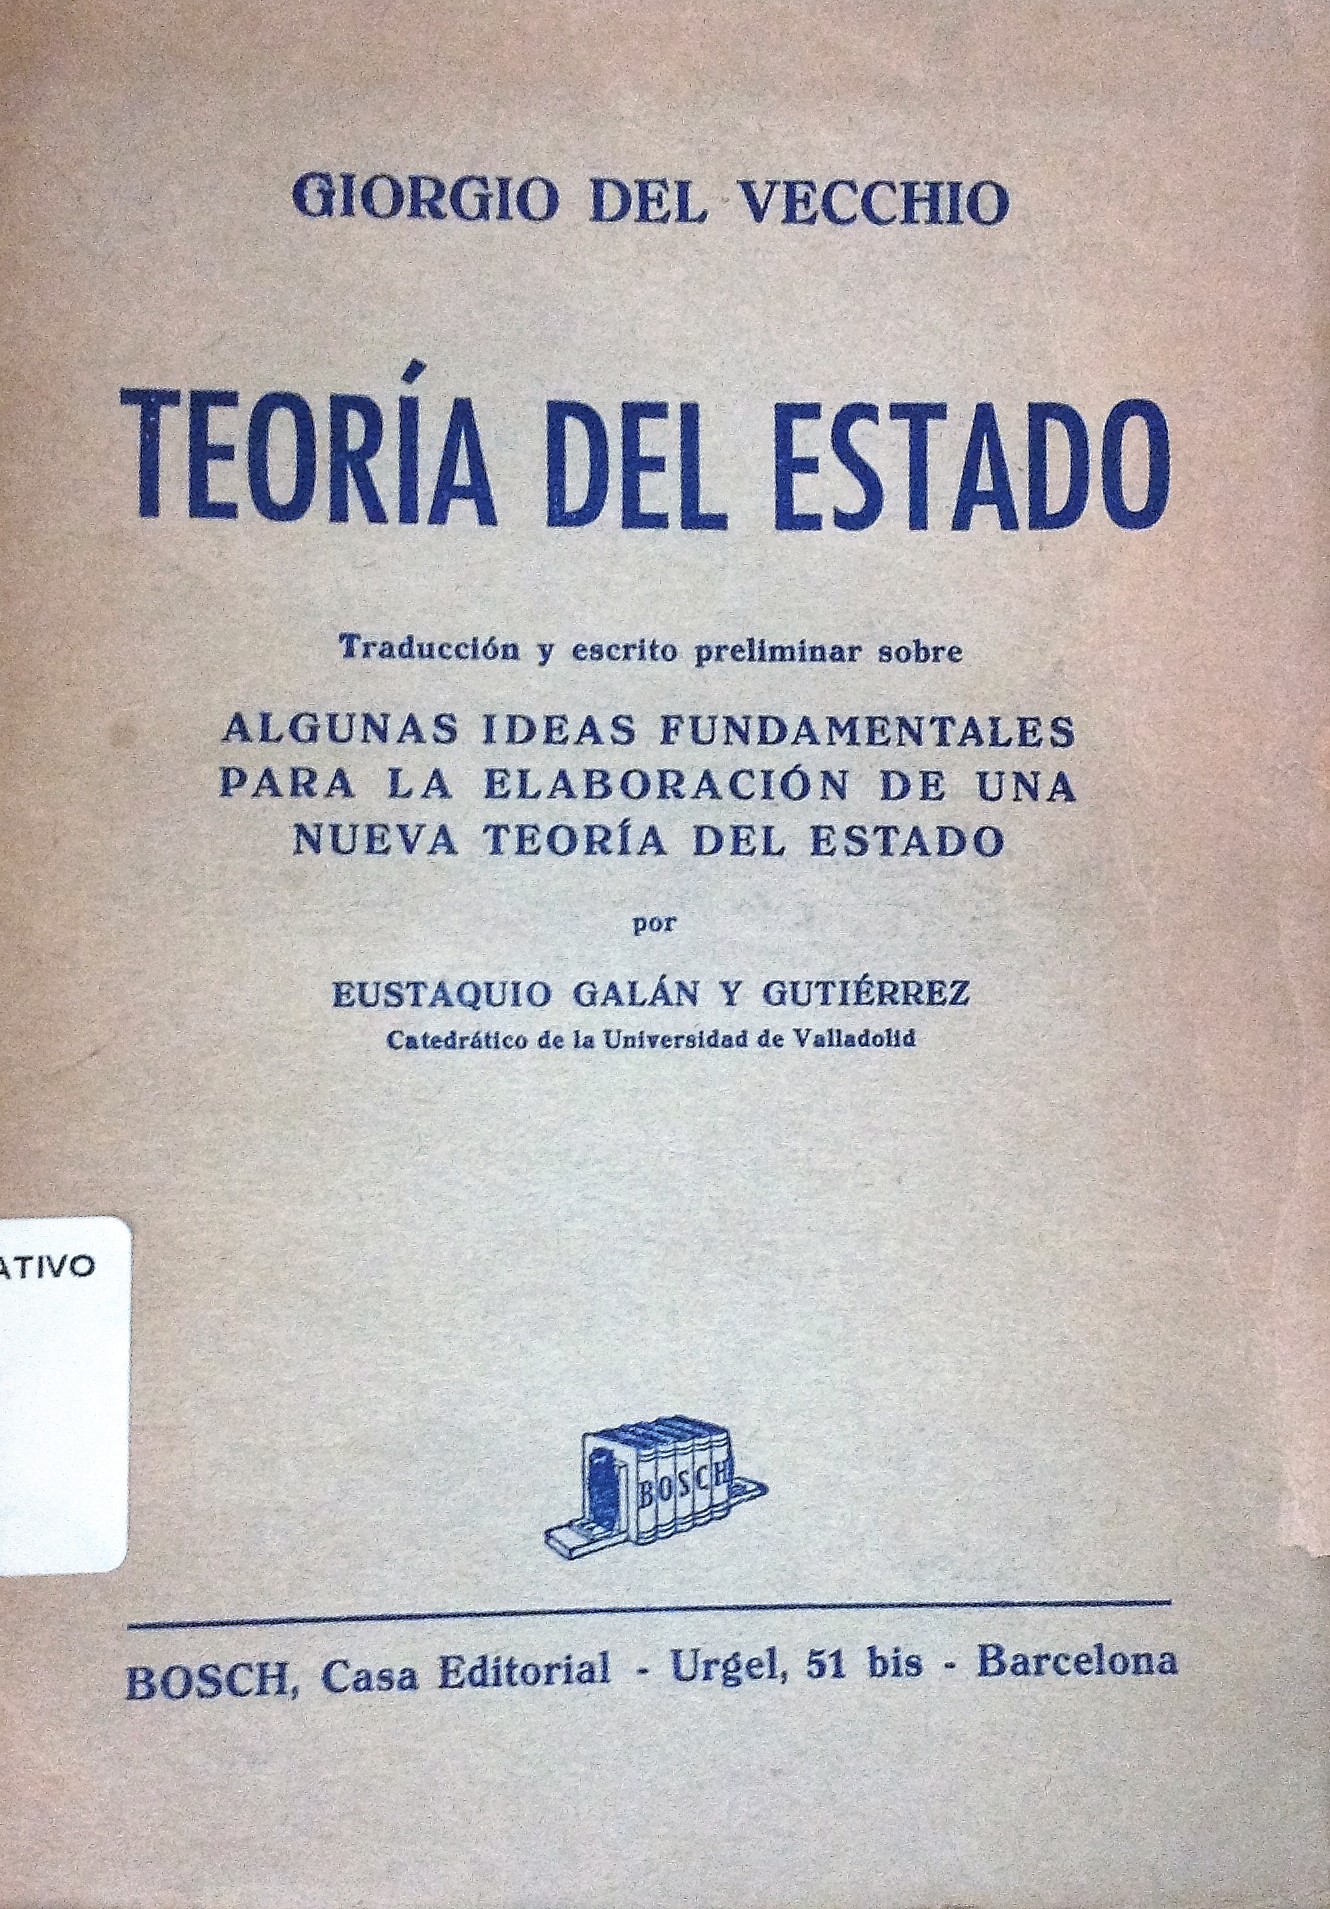 GIORGIO DEL VECCHIO
TEORÍA DEL ESTADO
Traducción y escrito preliminar sobre
ALGUNAS IDEAS FUNDAMENTALES
PARA LA ELABORACIÓN DE UNA
NUEVA TEORÍA DEL ESTADO
por
EUSTAQUIO GALÁN Y GUTIÉRREZ
Catedrático de la Universidad de Valladolid
ATIVO
BOSCH
BOSCH, Casa Editorial - Urgel, 51 bis - Barcelona